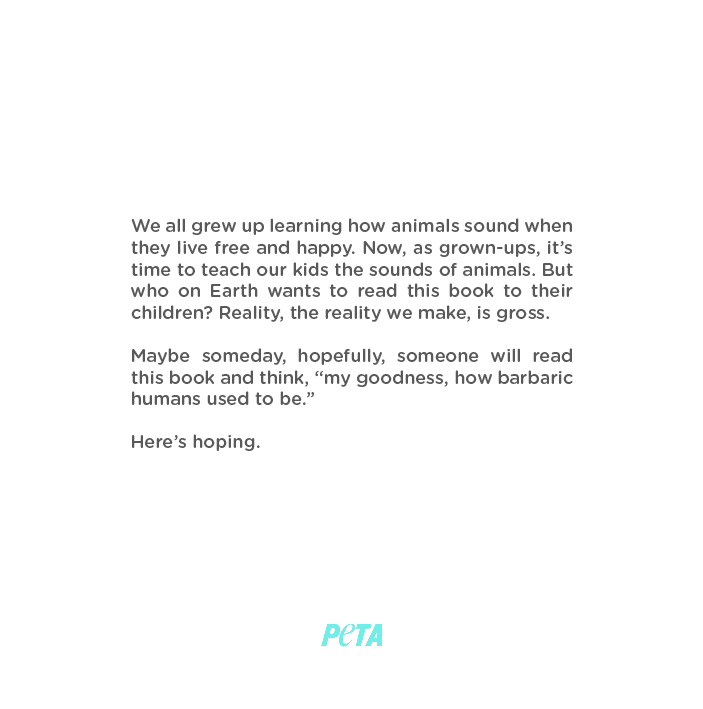 We all grew up learning how animals sound when
they live free and happy. Now, as grown-ups, it’s
time to teach our kids the sounds of animals. But
who on Earth wants to read this book to their
children? Reality, the reality we make, is gross.
Maybe someday, hopefully, someone will read
this book and think, “my goodness, how barbaric
humans used to be.”
Here’s hoping.
PeTA